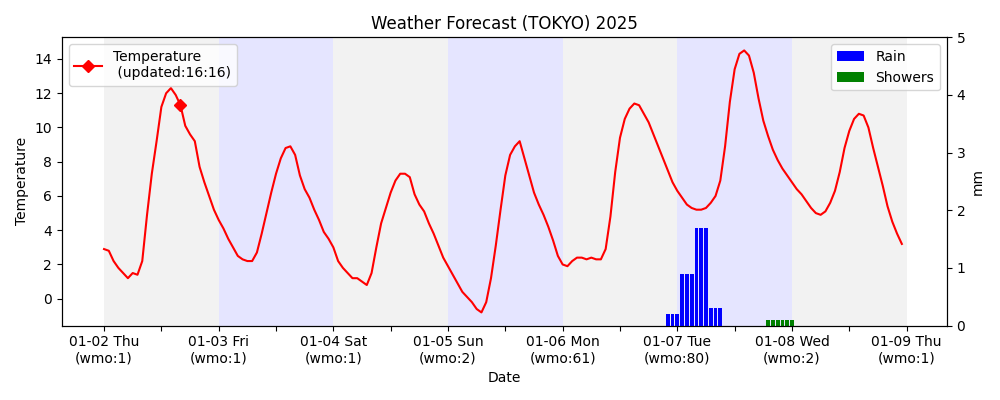 Weather Forecast (TOKYO) 2025
Temperature
(updated:16:16)
Rain
Showers
14
12
10
8
6
4
2
0
Temperature
5
4
3
2
1
0
mm
01-02 Thu
(wmo:1)
01-03 Fri
(wmo:1)
01-04 Sat
(wmo:1)
01-05 Sun
(wmo:2)
01-06 Mon
(wmo:61)
01-07 Tue
(wmo:80)
01-08 Wed
(wmo:2)
01-09 Thu
(wmo:1)
Date